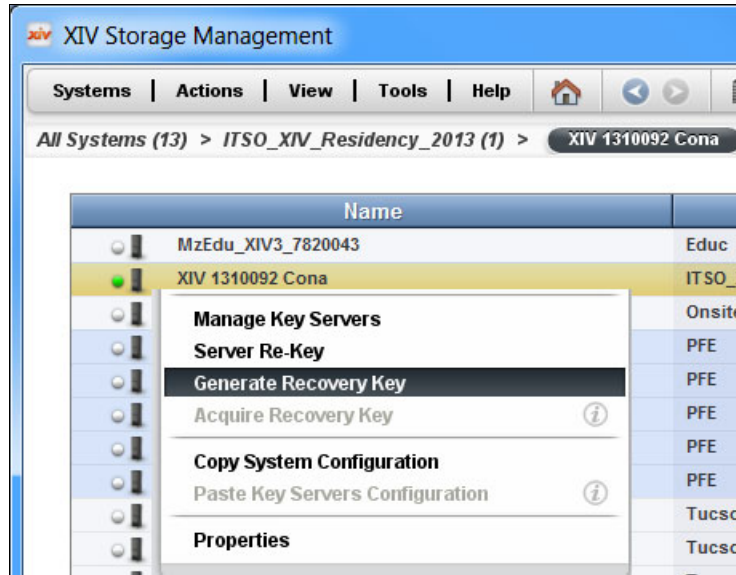 XIV Storage Management
Systems | Actions | View | Tools | Help
All Systems (13) > ITSO_XIV_Residency_2013 (1) > XIV 1310092 Cona
Name
MzEdu_XIV3_7820043 Educ
XIV 1310092 Cona ITSO_
Onsite
Manage Key Servers
Server Re-Key PFE
Generate Recovery Key PFE
Acquire Recovery Key PFE
PFE
Copy System Configuration
Paste Key Servers Configuration PFE
Tucso
Properties Tucso